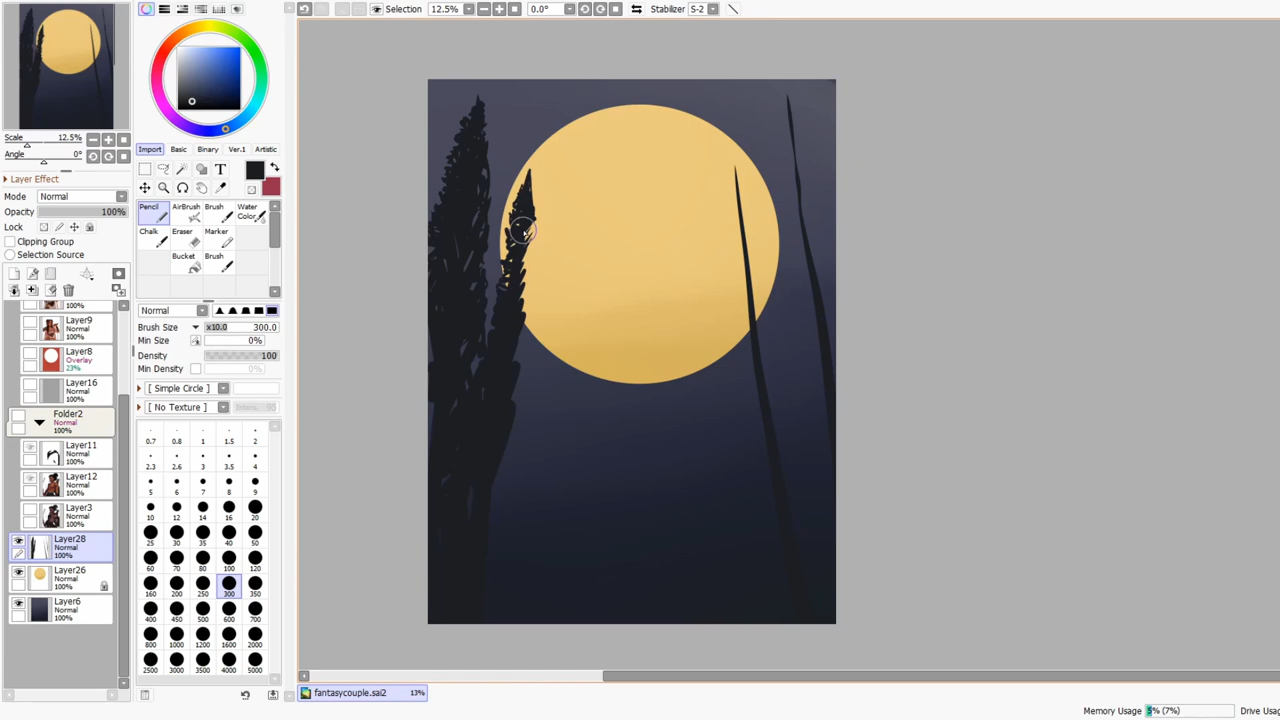 Selection 12.5% 0.0° Stabilizer S-2
Scale 12.5%
Angle 0°
Layer Effect
Mode Normal
Opacity 100%
Lock
Clipping Group
Selection Source
100%
Layer9
Normal
100%
Layer8
Overlay
23%
Layer16
Normal
100%
Folder2
Normal
100%
Layer11
Normal
100%
Layer12
Normal
100%
Layer3
Normal
100%
Layer28
Normal
100%
Layer26
Normal
100%
Layer6
Normal
100%
Import Basic Binary Ver.1 Artistic
T
Pencil AirBrush Brush Water Color
Chalk Eraser Marker
Bucket Brush
Normal
Brush Size x10.0 300.0
Min Size 0%
Density 100
Min Density 0%
[ Simple Circle ]
[ No Texture ]
0.7 0.8 1 1.5 2
2.3 2.6 3 3.5 4
5 6 7 8 9
10 12 14 16 20
25 30 35 40 50
60 70 80 100 120
160 200 250 300 350
400 450 500 600 700
800 1000 1200 1600 2000
2500 3000 3500 4000 5000
fantasycouple.sai2 13%
Memory Usage 5% (7%) Drive Usag